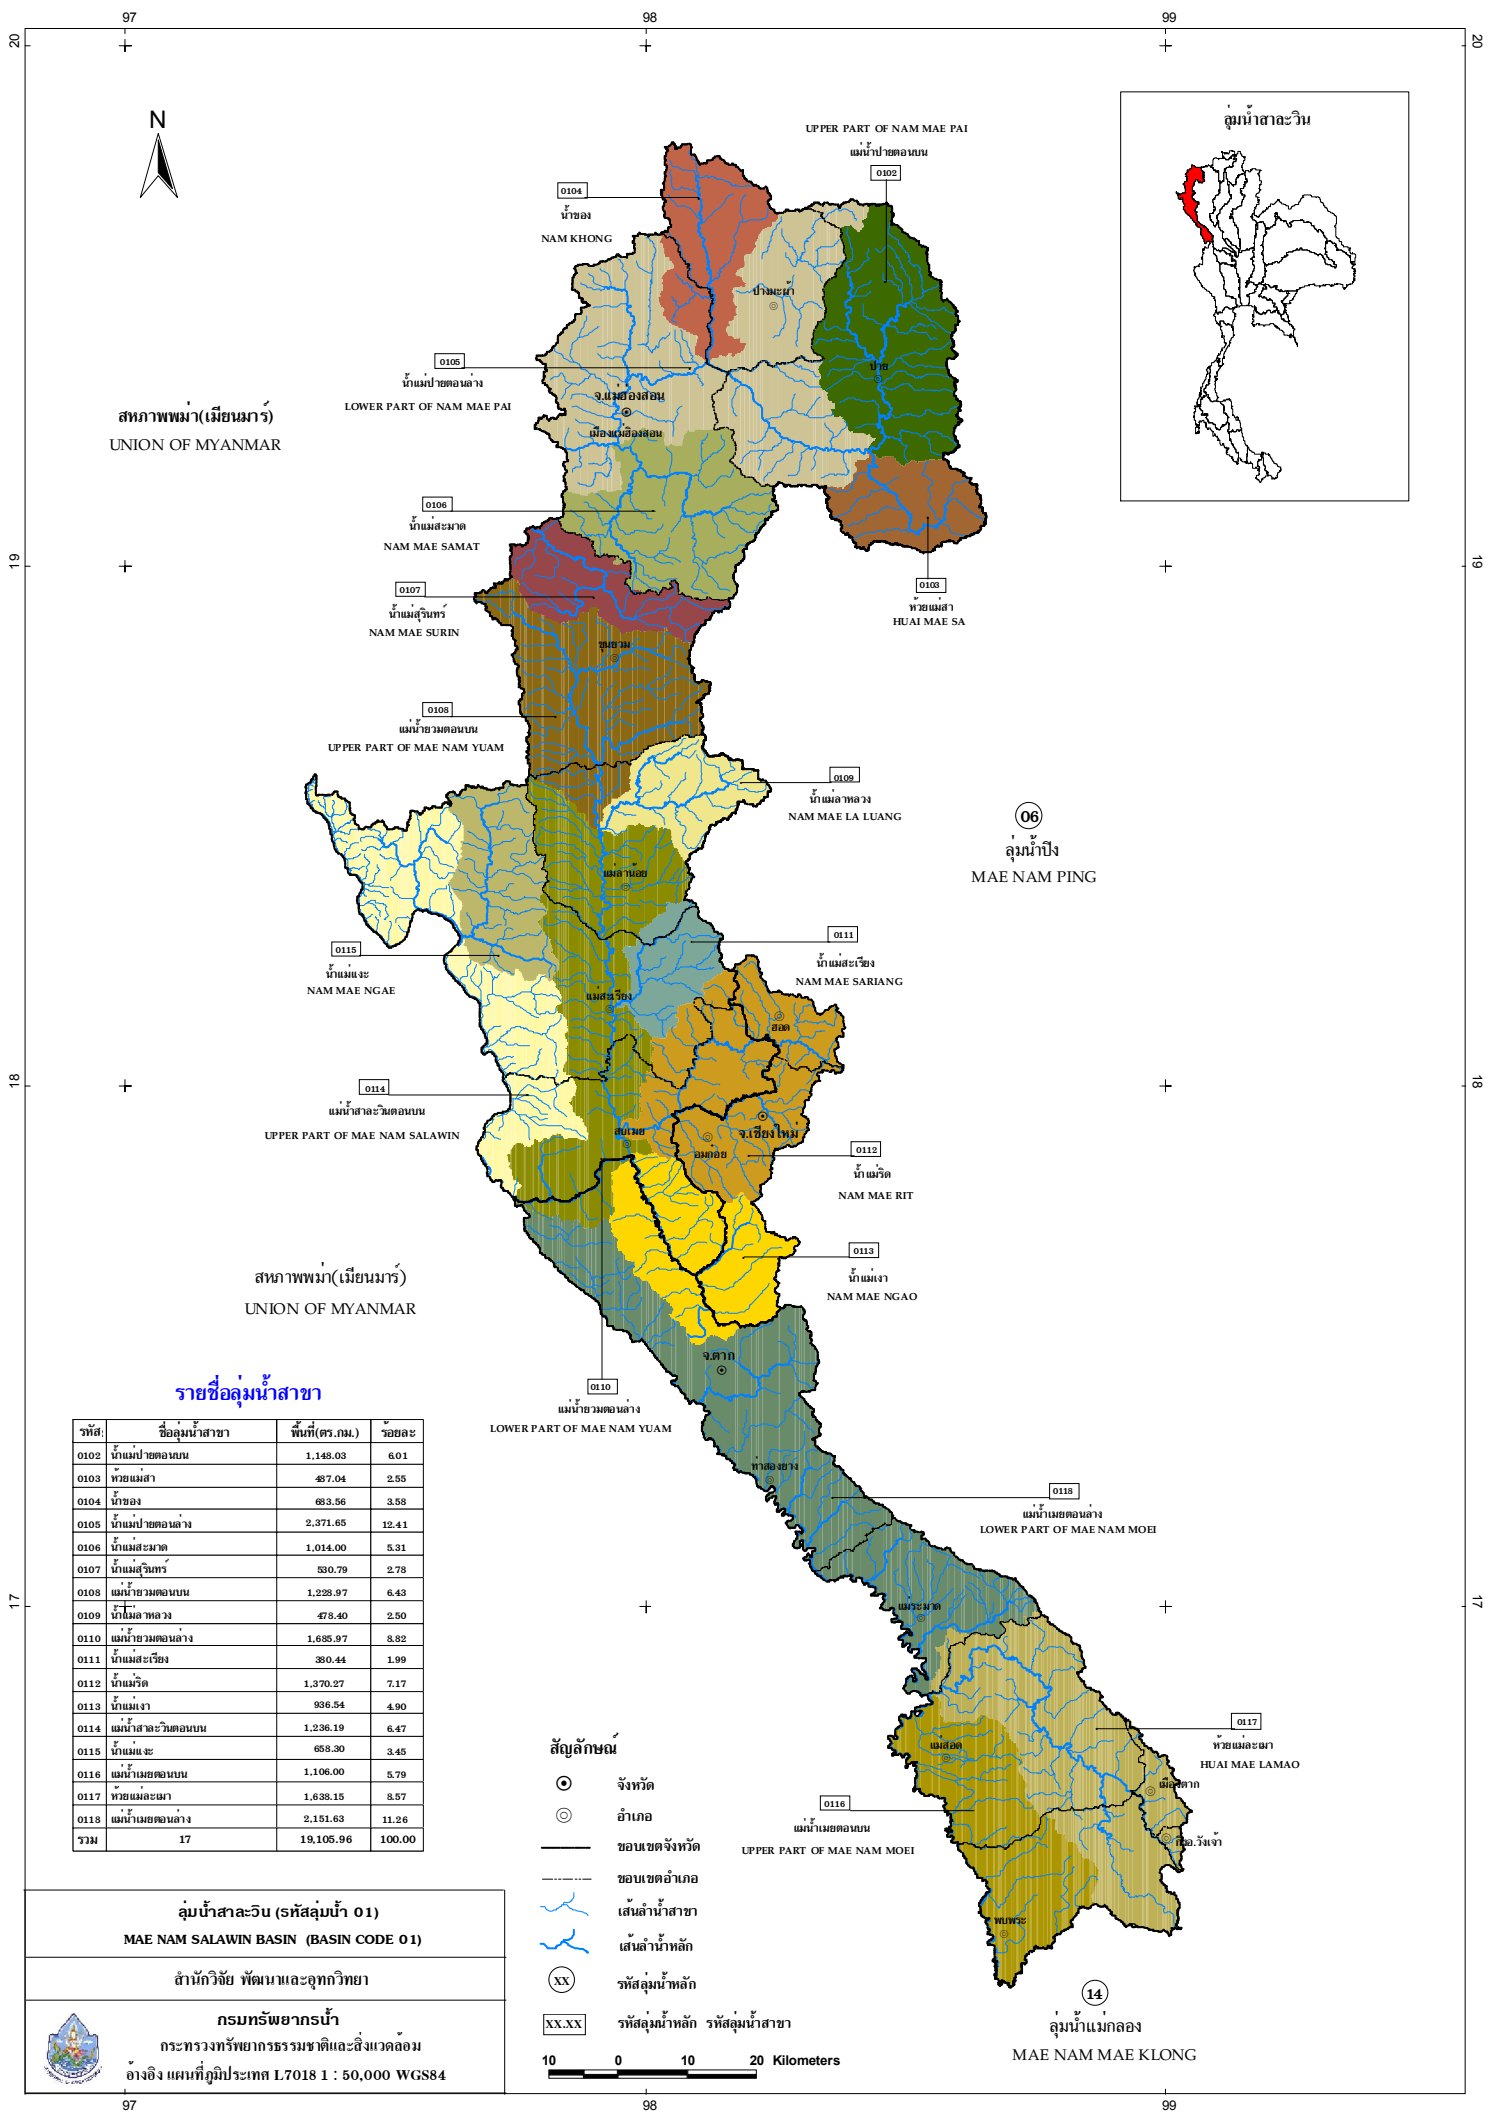 97 98 99
20 20
N
ลุ่มน้ำสาละวิน
UPPER PART OF NAM MAE PAI
แม่น้ำปายตอนบน
0102
0104
น้ำของ
NAM KHONG
ปางมะผ้า
0105
น้ำแม่ปายตอนล่าง
LOWER PART OF NAM MAE PAI
ปาย
จ.แม่ฮ่องสอน
เมืองแม่ฮ่องสอน
สหภาพพม่า(เมียนมาร์)
UNION OF MYANMAR
0106
น้ำแม่สะมาด
NAM MAE SAMAT
19 19
0103
ห้วยแม่สา
HUAI MAE SA
0107
น้ำแม่สุรินทร์
NAM MAE SURIN
ขุนยวม
0108
แม่น้ำยวมตอนบน
UPPER PART OF MAE NAM YUAM
0109
น้ำแม่ลาหลวง
NAM MAE LA LUANG
06
ลุ่มน้ำปิง
MAE NAM PING
แม่ลาน้อย
0111
น้ำแม่สะเรียง
NAM MAE SARIANG
0115
น้ำแม่แงะ
NAM MAE NGAE
แม่สะเรียง
ฮอด
18 18
0114
แม่น้ำสาละวินตอนบน
UPPER PART OF MAE NAM SALAWIN
สบเมย
จ.เชียงใหม่
อมก๋อย
0112
น้ำแม่ริด
NAM MAE RIT
0113
น้ำแม่เงา
NAM MAE NGAO
สหภาพพม่า(เมียนมาร์)
UNION OF MYANMAR
จ.ตาก
0110
แม่น้ำยวมตอนล่าง
LOWER PART OF MAE NAM YUAM
ท่าสองยาง
0118
แม่น้ำเมยตอนล่าง
LOWER PART OF MAE NAM MOEI
17 17
แม่ระมาด
0117
ห้วยแม่ละเมา
HUAI MAE LAMAO
แม่สอด
เมืองตาก
0116
แม่น้ำเมยตอนบน
UPPER PART OF MAE NAM MOEI
กิ่งอ.วังเจ้า
พบพระ
14
ลุ่มน้ำแม่กลอง
MAE NAM MAE KLONG
รายชื่อลุ่มน้ำสาขา
รหัส: ชื่อลุ่มน้ำสาขา พื้นที่(ตร.กม.) ร้อยละ
0102 น้ำแม่ปายตอนบน 1,148.03 6.01
0103 ห้วยแม่สา 487.04 2.55
0104 น้ำของ 683.56 3.58
0105 น้ำแม่ปายตอนล่าง 2,371.65 12.41
0106 น้ำแม่สะมาด 1,014.00 5.31
0107 น้ำแม่สุรินทร์ 530.79 2.78
0108 แม่น้ำยวมตอนบน 1,228.97 6.43
0109 น้ำแม่ลาหลวง 478.40 2.50
0110 แม่น้ำยวมตอนล่าง 1,685.97 8.82
0111 น้ำแม่สะเรียง 380.44 1.99
0112 น้ำแม่ริด 1,370.27 7.17
0113 น้ำแม่เงา 936.54 4.90
0114 แม่น้ำสาละวินตอนบน 1,236.19 6.47
0115 น้ำแม่แงะ 658.30 3.45
0116 แม่น้ำเมยตอนบน 1,106.00 5.79
0117 ห้วยแม่ละเมา 1,638.15 8.57
0118 แม่น้ำเมยตอนล่าง 2,151.63 11.26
รวม 17 19,105.96 100.00
สัญลักษณ์
จังหวัด
อำเภอ
ขอบเขตจังหวัด
ขอบเขตอำเภอ
เส้นลำน้ำสาขา
เส้นลำน้ำหลัก
XX รหัสลุ่มน้ำหลัก
XX.XX รหัสลุ่มน้ำหลัก รหัสลุ่มน้ำสาขา
10 0 10 20 Kilometers
ลุ่มน้ำสาละวิน (รหัสลุ่มน้ำ 01)
MAE NAM SALAWIN BASIN (BASIN CODE 01)
สำนักวิจัย พัฒนาและอุทกวิทยา
กรมทรัพยากรน้ำ
กระทรวงทรัพยากรธรรมชาติและสิ่งแวดล้อม
อ้างอิง แผนที่ภูมิประเทศ L7018 1 : 50,000 WGS84
97 98 99